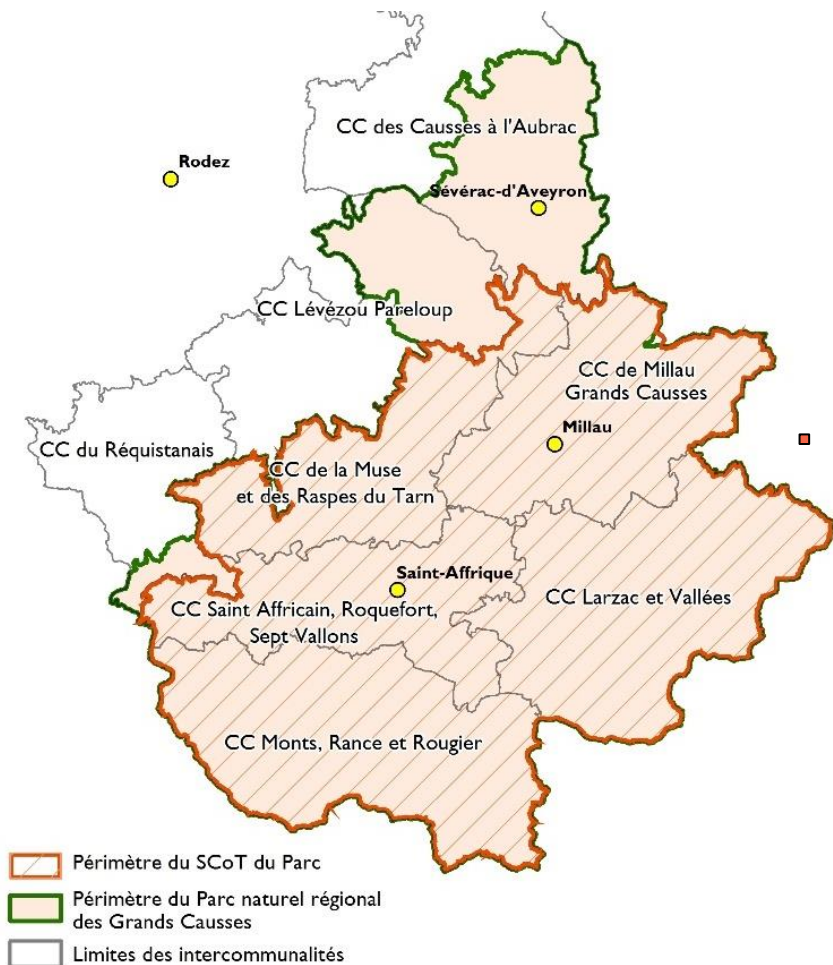 CC des Causses à l'Aubrac
Rodez
Sévérac-d'Aveyron
CC Lévézou Pareloup
CC de Millau
Grands Causses
Millau
CC du Réquistanais
CC de la Muse
et des Raspes du Tarn
Saint-Affrique
CC Saint Affricain, Roquefort,
Sept Vallons
CC Larzac et Vallées
CC Monts, Rance et Rougier
Périmètre du SCoT du Parc
Périmètre du Parc naturel régional
des Grands Causses
Limites des intercommunalités